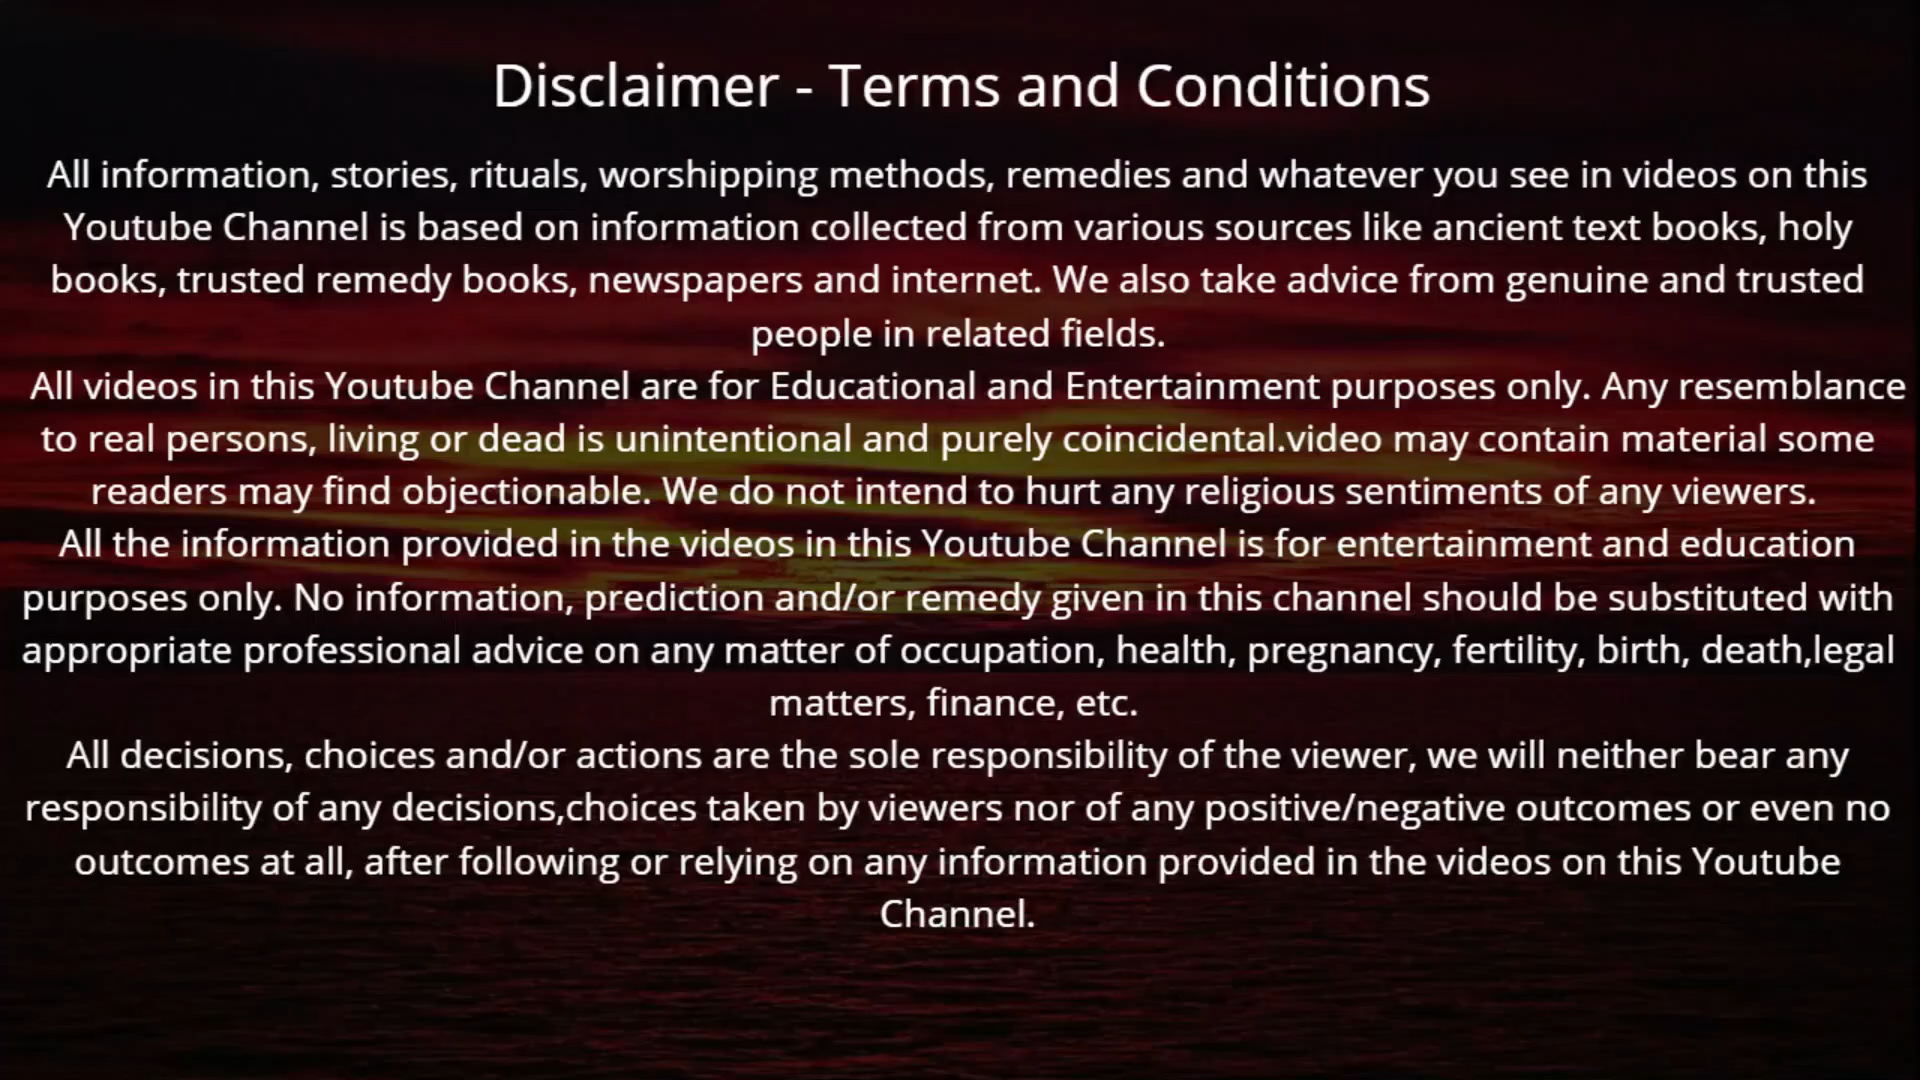 Disclaimer - Terms and Conditions
All information, stories, rituals, worshipping methods, remedies and whatever you see in videos on this
Youtube Channel is based on information collected from various sources like ancient text books, holy
books, trusted remedy books, newspapers and internet. We also take advice from genuine and trusted
people in related fields.
All videos in this Youtube Channel are for Educational and Entertainment purposes only. Any resemblance
to real persons, living or dead is unintentional and purely coincidental.video may contain material some
readers may find objectionable. We do not intend to hurt any religious sentiments of any viewers.
All the information provided in the videos in this Youtube Channel is for entertainment and education
purposes only. No information, prediction and/or remedy given in this channel should be substituted with
appropriate professional advice on any matter of occupation, health, pregnancy, fertility, birth, death,legal
matters, finance, etc.
All decisions, choices and/or actions are the sole responsibility of the viewer, we will neither bear any
responsibility of any decisions,choices taken by viewers nor of any positive/negative outcomes or even no
outcomes at all, after following or relying on any information provided in the videos on this Youtube
Channel.